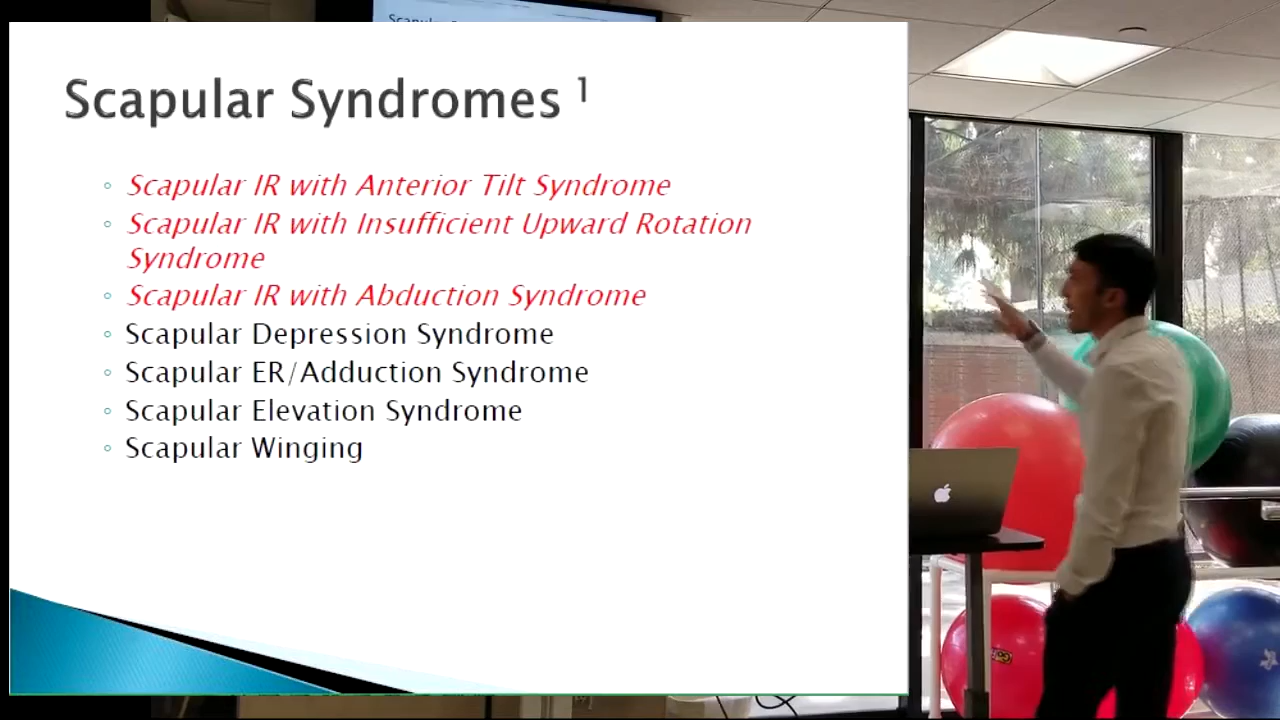 Scapular Syndromes ¹
Scapular IR with Anterior Tilt Syndrome
Scapular IR with Insufficient Upward Rotation
Syndrome
Scapular IR with Abduction Syndrome
Scapular Depression Syndrome
Scapular ER/Adduction Syndrome
Scapular Elevation Syndrome
Scapular Winging